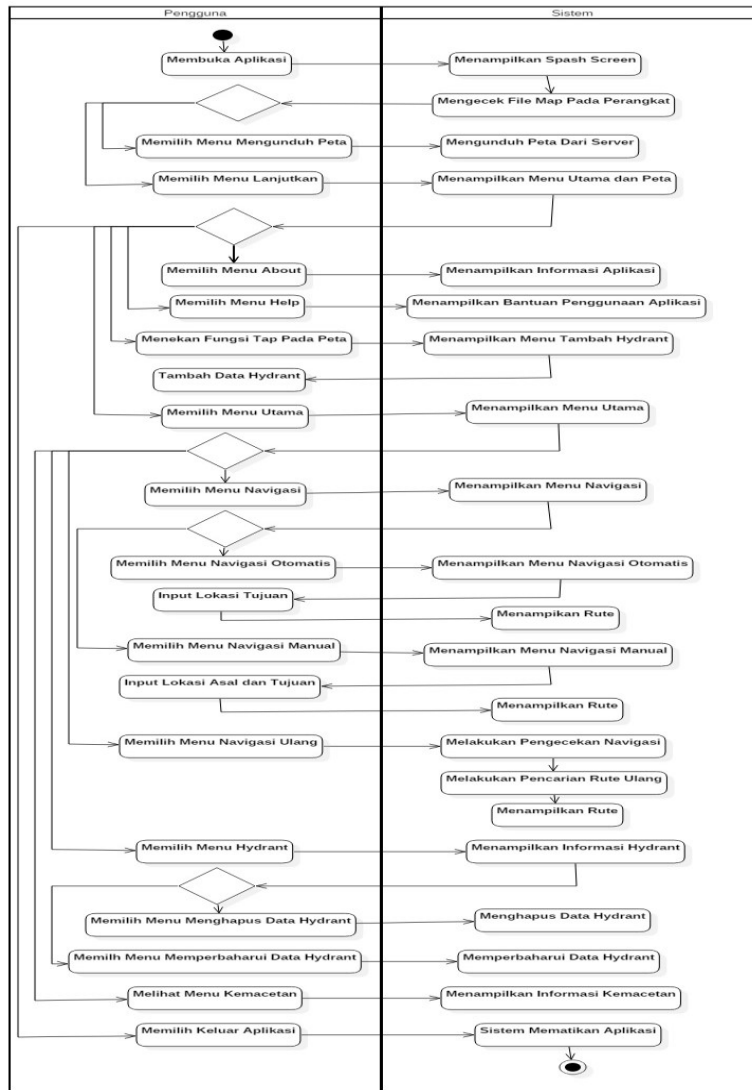 Pengguna Sistem
Membuka Aplikasi Menampilkan Spash Screen
Mengecek File Map Pada Perangkat
Memilih Menu Mengunduh Peta Mengunduh Peta Dari Server
Memilih Menu Lanjutkan Menampilkan Menu Utama dan Peta
Memilih Menu About Menampilkan Informasi Aplikasi
Memilih Menu Help Menampilkan Bantuan Penggunaan Aplikasi
Menekan Fungsi Tap Pada Peta Menampilkan Menu Tambah Hydrant
Tambah Data Hydrant
Memilih Menu Utama Menampilkan Menu Utama
Memilih Menu Navigasi Menampilkan Menu Navigasi
Memilih Menu Navigasi Otomatis Menampilkan Menu Navigasi Otomatis
Input Lokasi Tujuan
Menampikan Rute
Memilih Menu Navigasi Manual Menampilkan Menu Navigasi Manual
Input Lokasi Asal dan Tujuan
Menampilkan Rute
Memilih Menu Navigasi Ulang Melakukan Pengecekan Navigasi
Melakukan Pencarian Rute Ulang
Menampilkan Rute
Memilih Menu Hydrant Menampilkan Informasi Hydrant
Memilih Menu Menghapus Data Hydrant Menghapus Data Hydrant
Memilh Menu Memperbaharui Data Hydrant Memperbaharui Data Hydrant
Melihat Menu Kemacetan Menampilkan Informasi Kemacetan
Memilih Keluar Aplikasi Sistem Mematikan Aplikasi